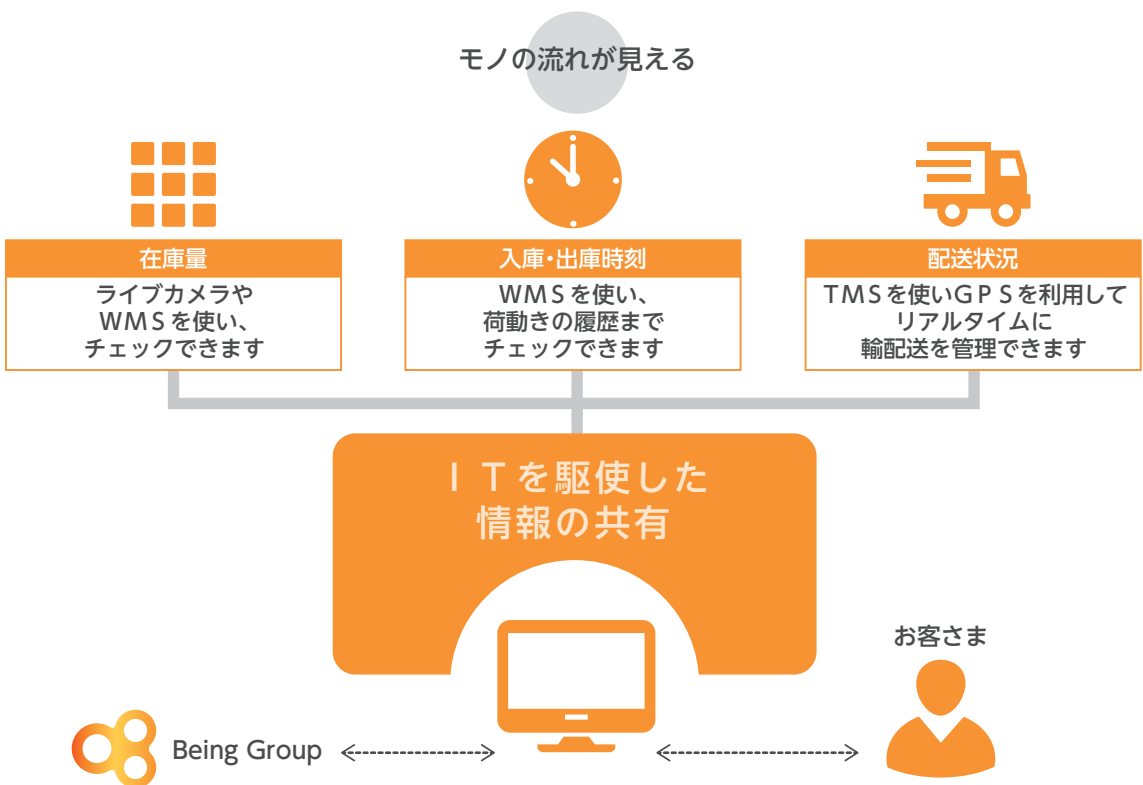 モノの流れが見える
在庫量
ライブカメラや
ＷＭＳを使い、
チェックできます
入庫・出庫時刻
ＷＭＳを使い、
荷動きの履歴まで
チェックできます
配送状況
ＴＭＳを使いＧＰＳを利用して
リアルタイムに
輸配送を管理できます
ＩＴを駆使した
情報の共有
お客さま
Being Group